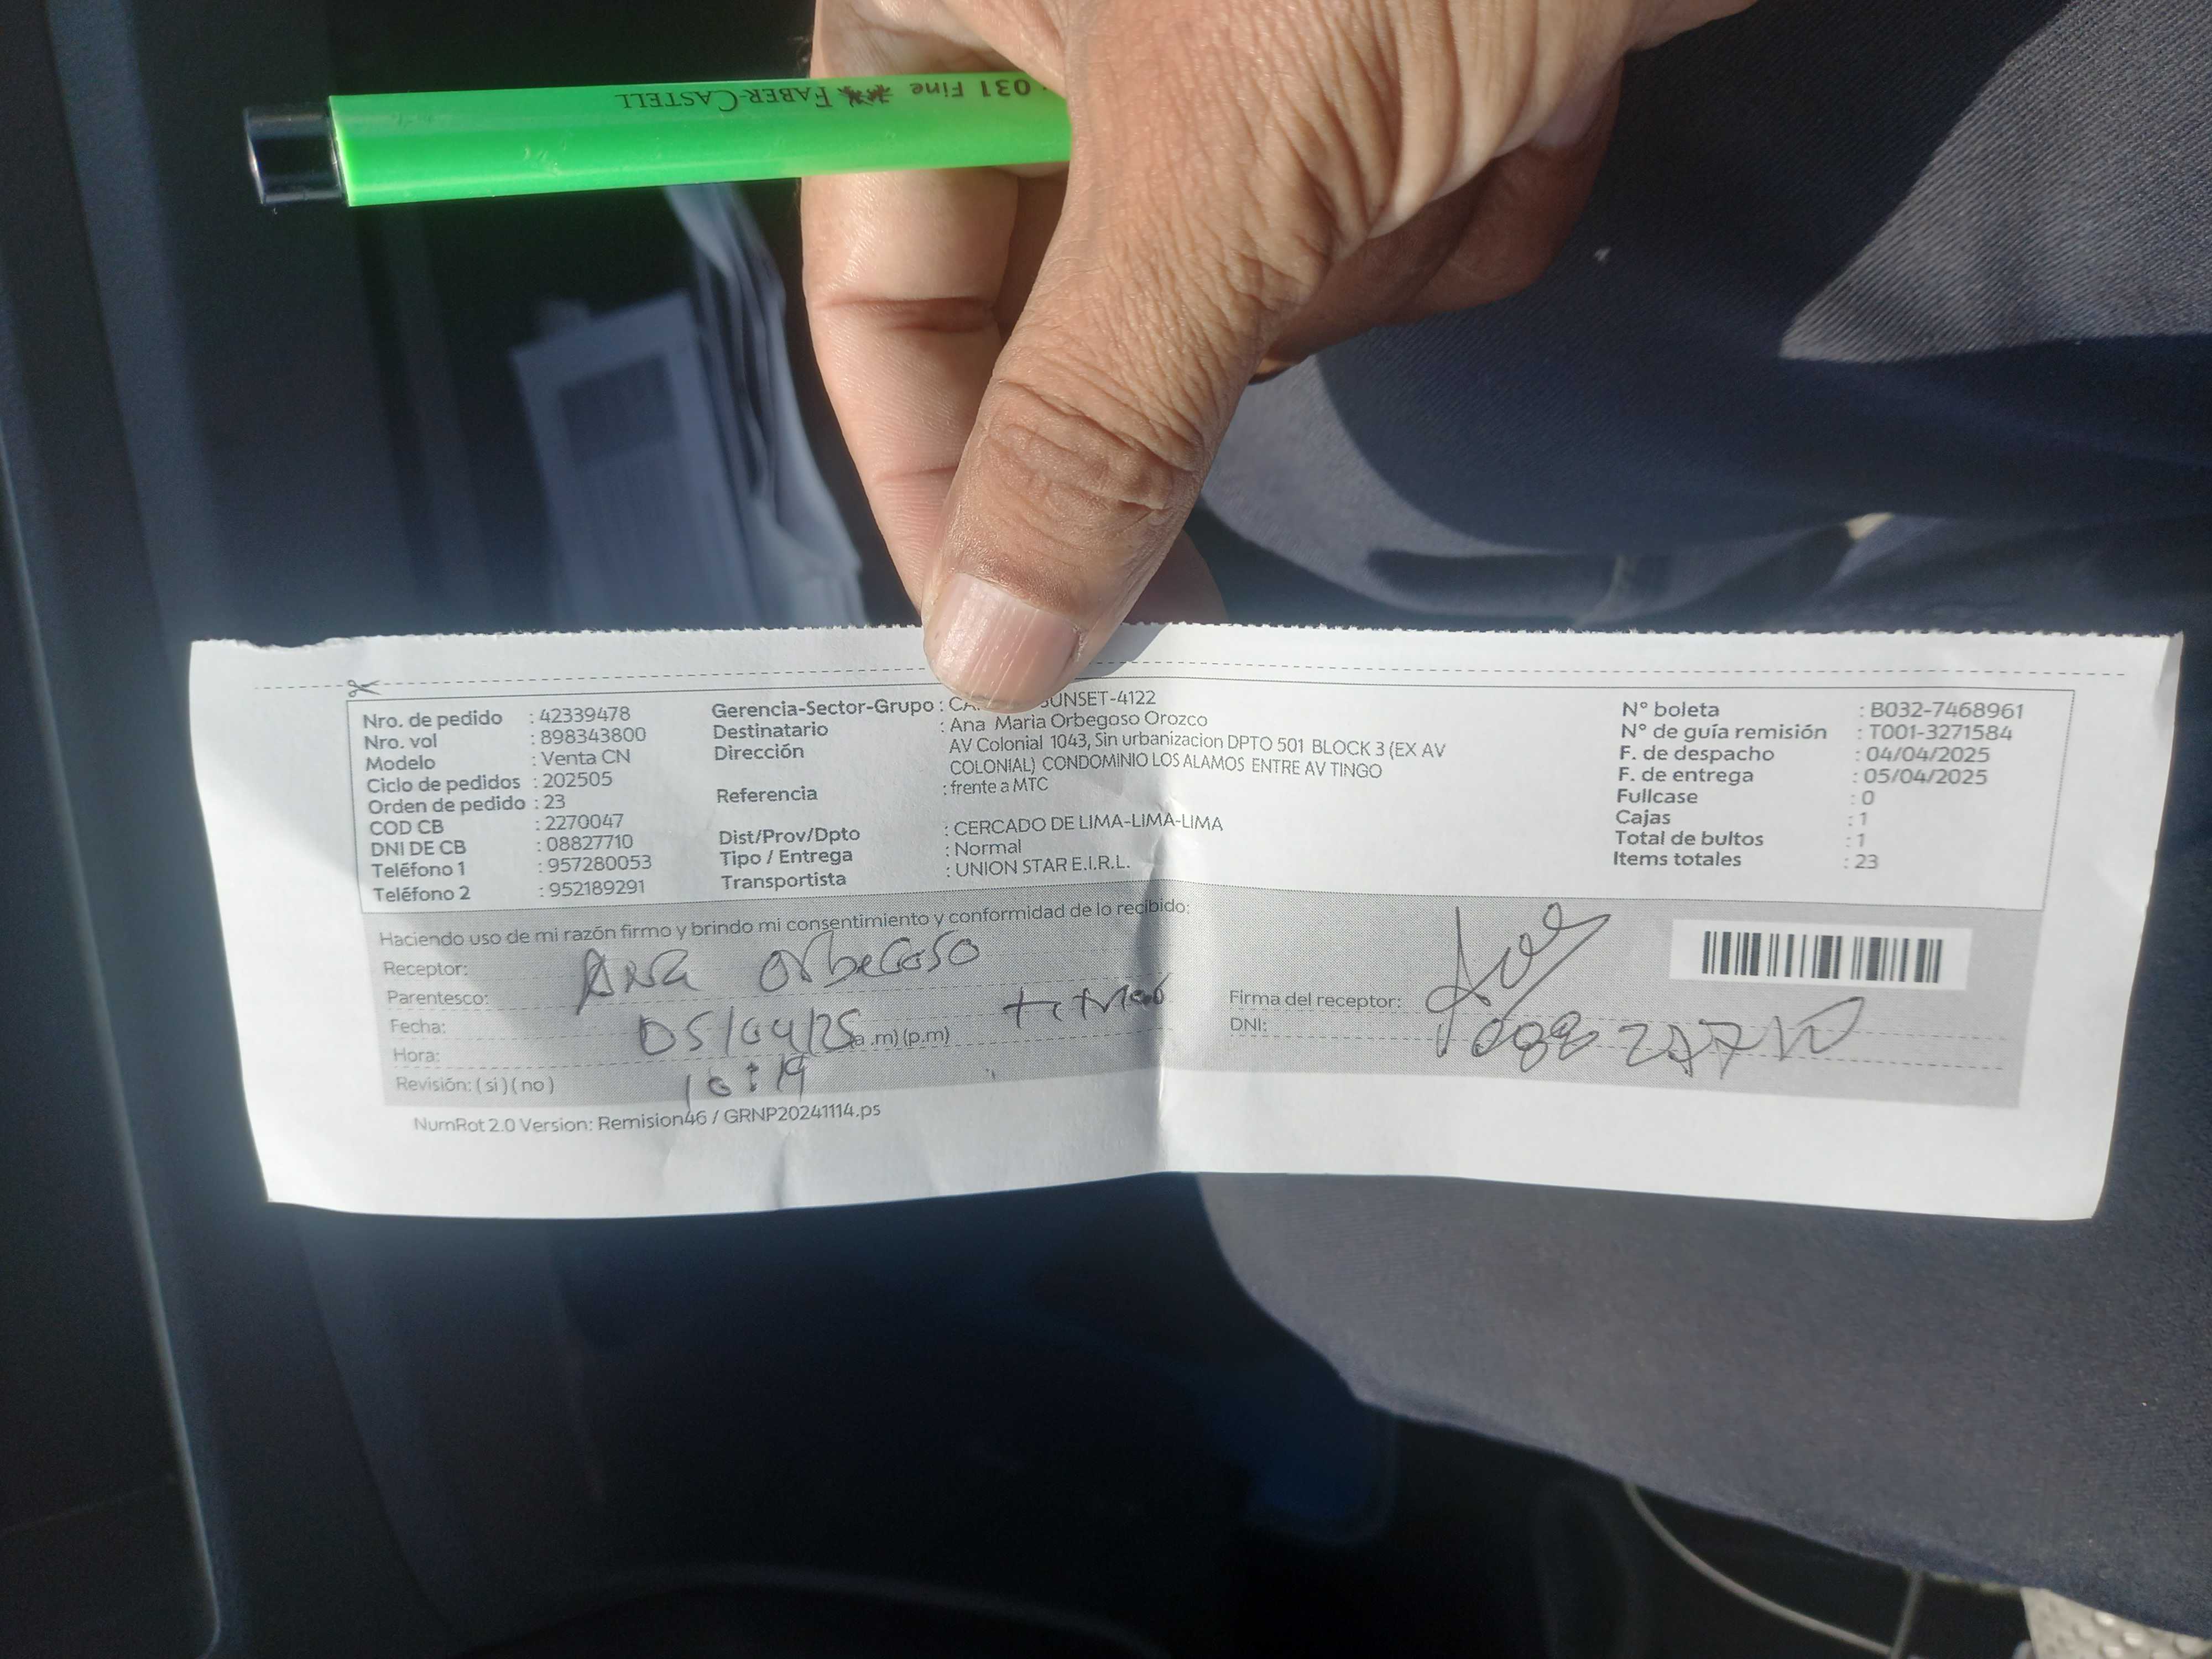 031 Fine FABER-CASTELL
Nro. de pedido : 42339478
Nro. vol : 898343800
Modelo : Venta CN
Ciclo de pedidos : 202505
Orden de pedido : 23
COD CB : 2270047
DNI DE CB : 08827710
Teléfono 1 : 957280053
Teléfono 2 : 952189291
Gerencia-Sector-Grupo : SUNSET-4122
Destinatario : Ana Maria Orbegoso Orozco
Dirección AV Colonial 1043, Sin urbanizacion DPTO 501 BLOCK 3 (EX AV
COLONIAL) CONDOMINIO LOS ALAMOS ENTRE AV TINGO
Referencia : frente a MTC
Dist/Prov/Dpto : CERCADO DE LIMA-LIMA-LIMA
Tipo / Entrega : Normal
Transportista : UNION STAR E.I.R.L.
N° boleta : B032-7468961
N° de guía remisión : T001-3271584
F. de despacho : 04/04/2025
F. de entrega : 05/04/2025
Fullcase : 0
Cajas : 1
Total de bultos : 1
Items totales : 23
Haciendo uso de mi razón firmo y brindo mi consentimiento y conformidad de lo recibido:
Receptor: Ana Orbegoso
Parentesco:
Fecha: 05/04/25 (a.m) (p.m)
Hora: 10:19
Revisión: ( si ) ( no )
Firma del receptor:
DNI: 08827710
NumRot 2.0 Version: Remision46 / GRNP20241114.ps